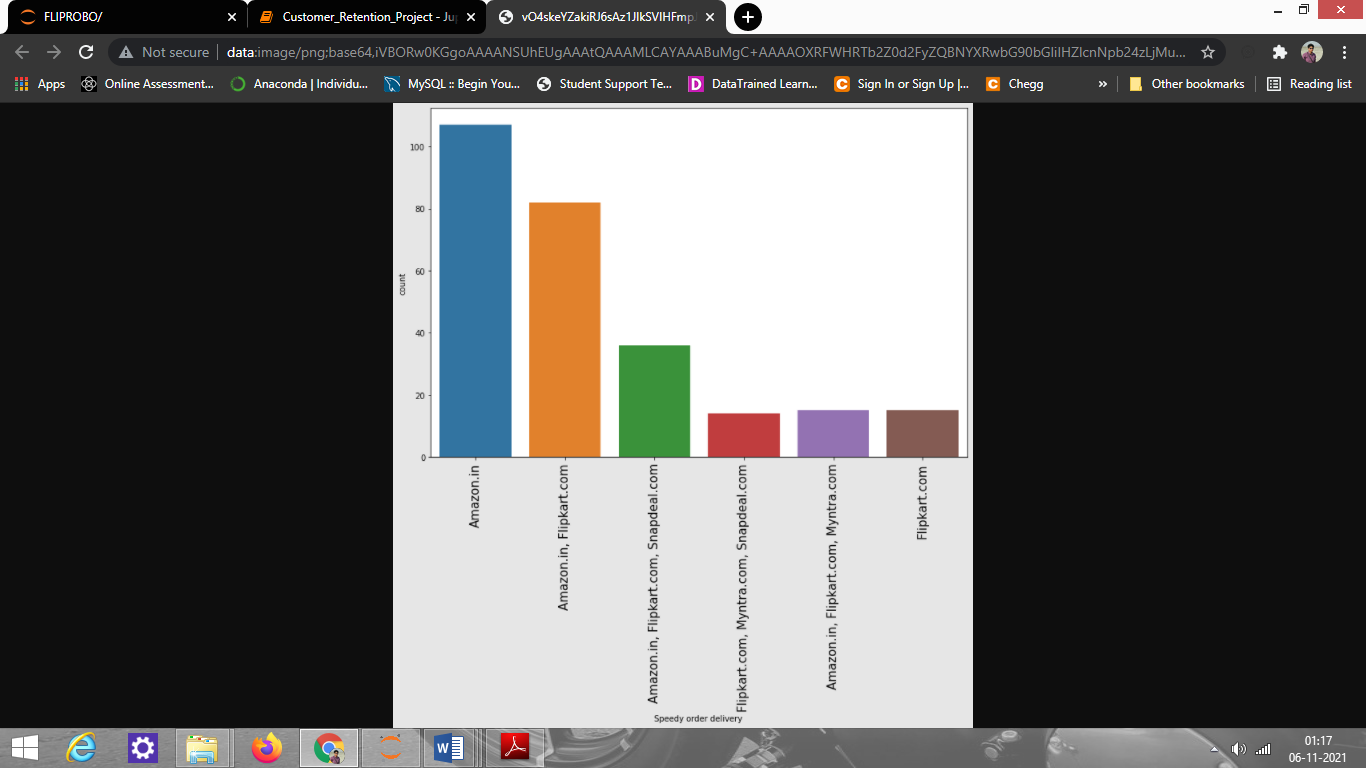 FLIPROBO/
Customer_Retention_Project - Ju
vO4skeYZakiRJ6sAz1JIkSVIHFmp
Not secure
data:image/png;base64,iVBORw0KGgoAAAANSUhEUgAAAtQAAAMLCAYAAABuMgC+AAAAOXRFWHRTb2Z0d2FyZQBNYXRwbG90bGliIHZlcnNpb24zLjMu...
Apps
Online Assessment...
Anaconda | Individu...
MySQL :: Begin You...
Student Support Te...
DataTrained Learn...
Sign In or Sign Up |...
Chegg
»
Other bookmarks
Reading list
100
80
60
40
20
0
count
Amazon.in
Amazon.in, Flipkart.com
Amazon.in, Flipkart.com, Snapdeal.com
Flipkart.com, Myntra.com, Snapdeal.com
Amazon.in, Flipkart.com, Myntra.com
Flipkart.com
Speedy order delivery
01:17
06-11-2021